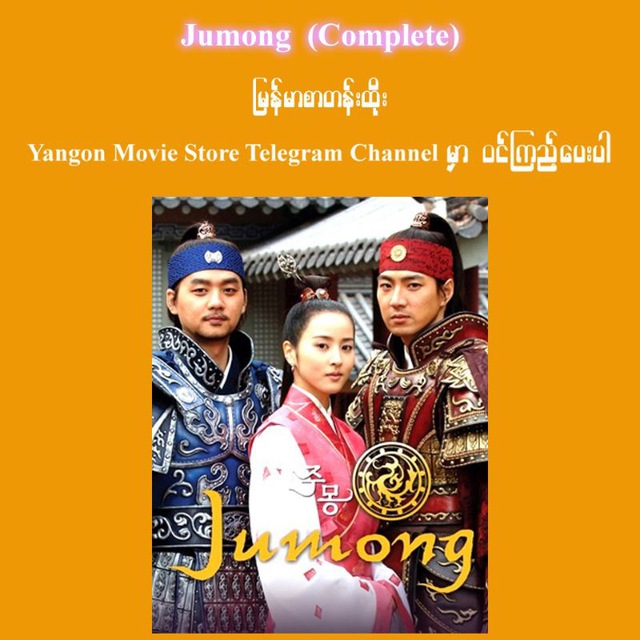 Jumong (Complete)
မြန်မာစာတန်းထိုး
Yangon Movie Store Telegram Channel မှာ ဝင်ကြည့်ပေးပါ
주
몽
Jumong